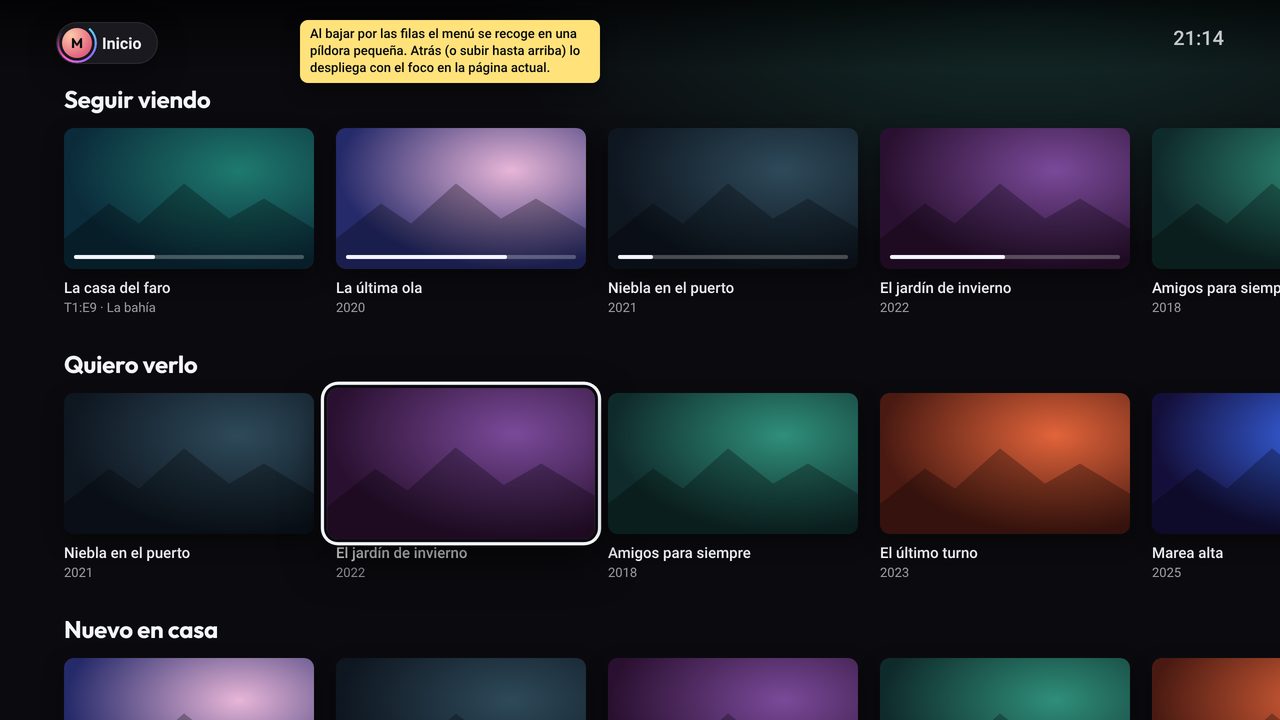 M
Inicio
Al bajar por las filas el menú se recoge en una
píldora pequeña. Atrás (o subir hasta arriba) lo
despliega con el foco en la página actual.
21:14
Seguir viendo
La casa del faro
T1:E9 · La bahía
La última ola
2020
Niebla en el puerto
2021
El jardín de invierno
2022
Amigos para siemp
2018
Quiero verlo
Niebla en el puerto
2021
El jardín de invierno
2022
Amigos para siempre
2018
El último turno
2023
Marea alta
2025
Nuevo en casa